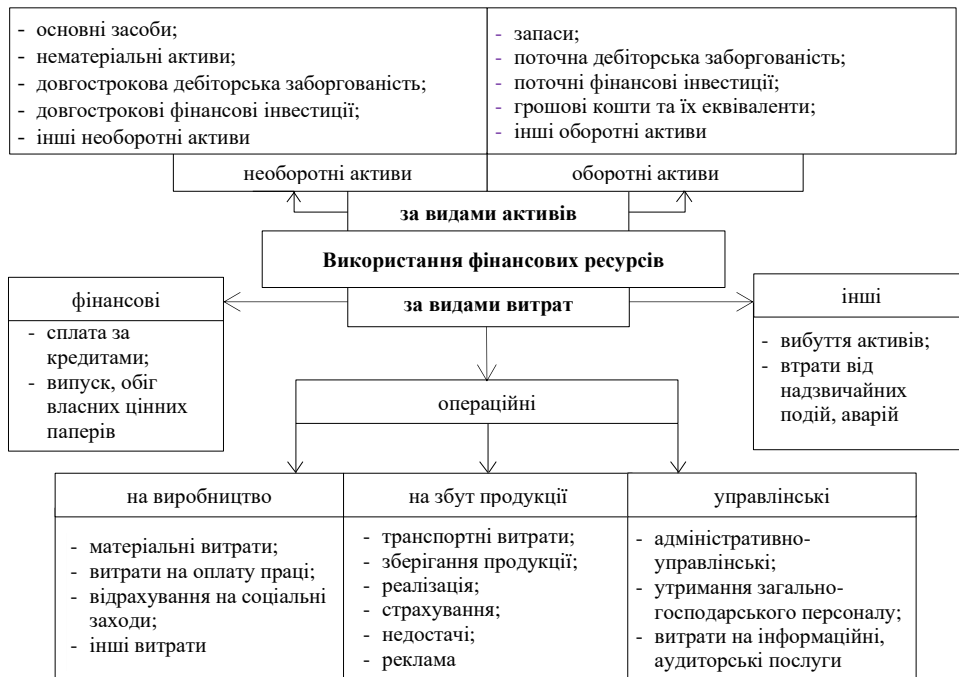 - основні засоби;
- нематеріальні активи;
- довгострокова дебіторська заборгованість;
- довгострокові фінансові інвестиції;
- інші необоротні активи
- запаси;
- поточна дебіторська заборгованість;
- поточні фінансові інвестиції;
- грошові кошти та їх еквіваленти;
- інші оборотні активи
необоротні активи
оборотні активи
за видами активів
Використання фінансових ресурсів
за видами витрат
фінансові
- сплата за
кредитами;
- випуск, обіг
власних цінних
паперів
інші
- вибуття активів;
- втрати від
надзвичайних
подій, аварій
операційні
на виробництво
- матеріальні витрати;
- витрати на оплату праці;
- відрахування на соціальні
заходи;
- інші витрати
на збут продукції
- транспортні витрати;
- зберігання продукції;
- реалізація;
- страхування;
- недостачі;
- реклама
управлінські
- адміністративно-
управлінські;
- утримання загально-
господарського персоналу;
- витрати на інформаційні,
аудиторські послуги